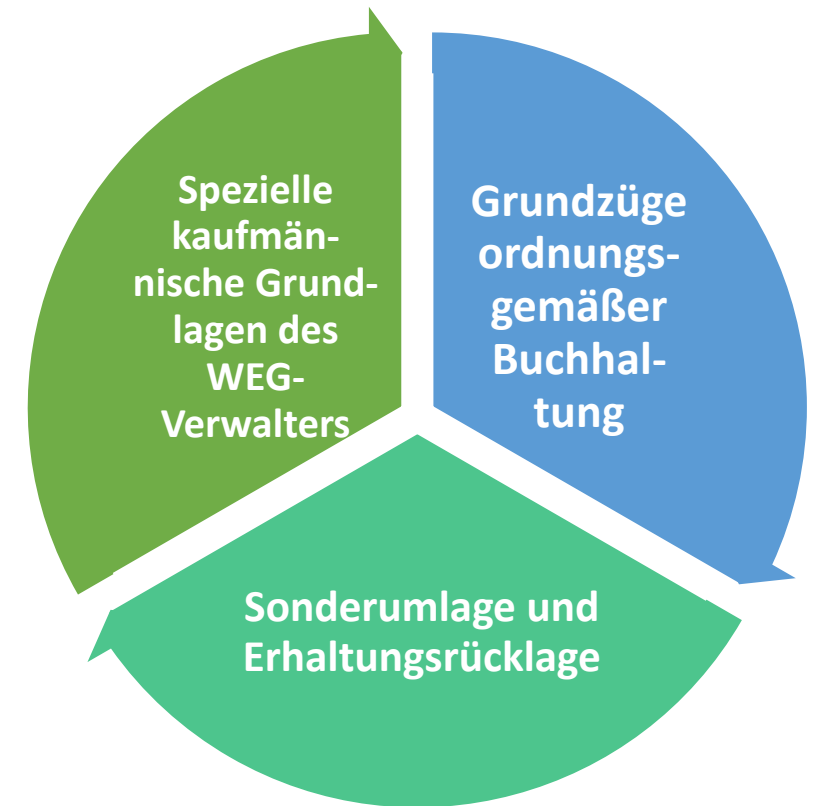 Spezielle
kaufmän-
nische Grund-
lagen des
WEG-
Verwalters
Grundzüge
ordnungs-
gemäßer
Buchhal-
tung
Sonderumlage und
Erhaltungsrücklage